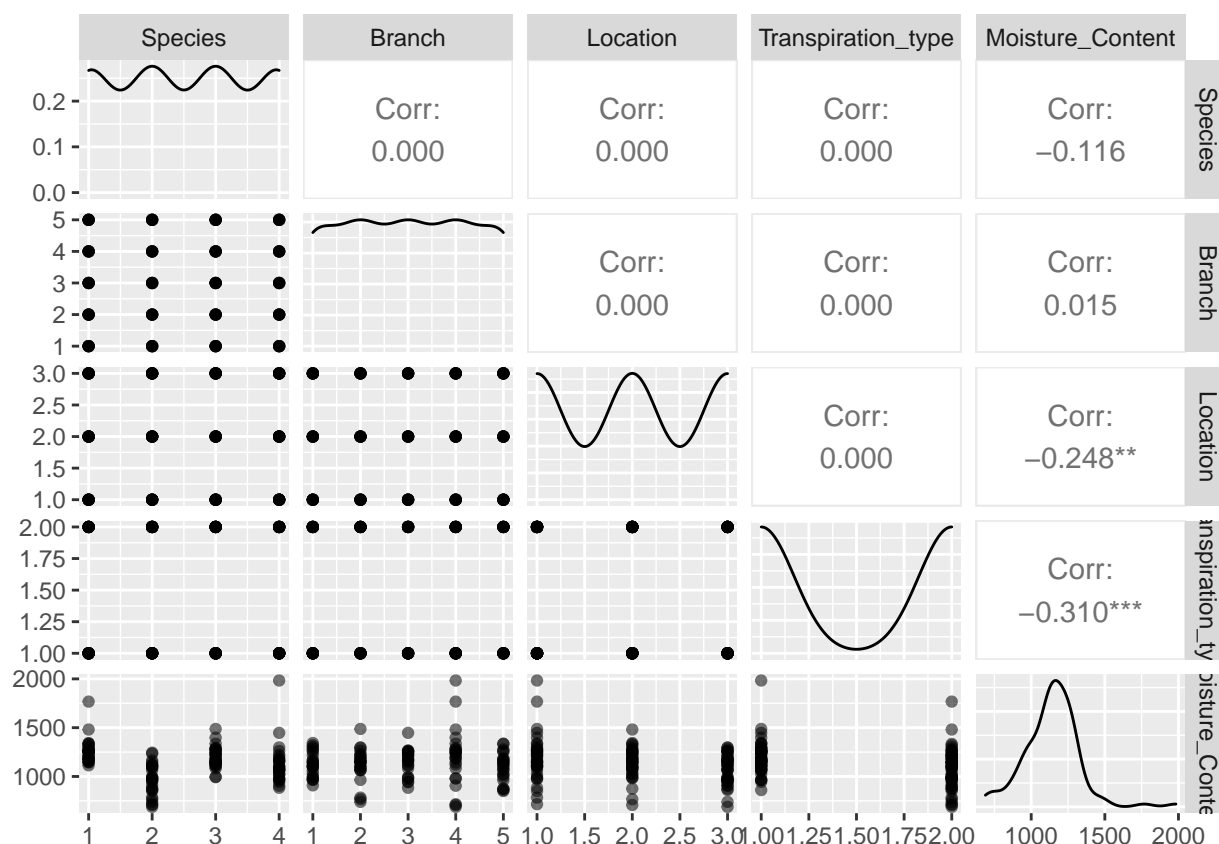 Species Branch Location Transpiration_type Moisture_Content
0.2
0.1
0.0
Corr:
0.000
Corr:
0.000
Corr:
0.000
Corr:
−0.116
Species
5
4
3
2
1
Corr:
0.000
Corr:
0.000
Corr:
0.015
Branch
3.0
2.5
2.0
1.5
1.0
Corr:
0.000
Corr:
−0.248**
Location
2.00
1.75
1.50
1.25
1.00
Corr:
−0.310***
nspiration_ty
2000
1500
1000
oisture_Conte
1 2 3 4 1 2 3 4 5 1.0 1.5 2.0 2.5 3.0 1.00 1.25 1.50 1.75 2.00 1000 1500 2000